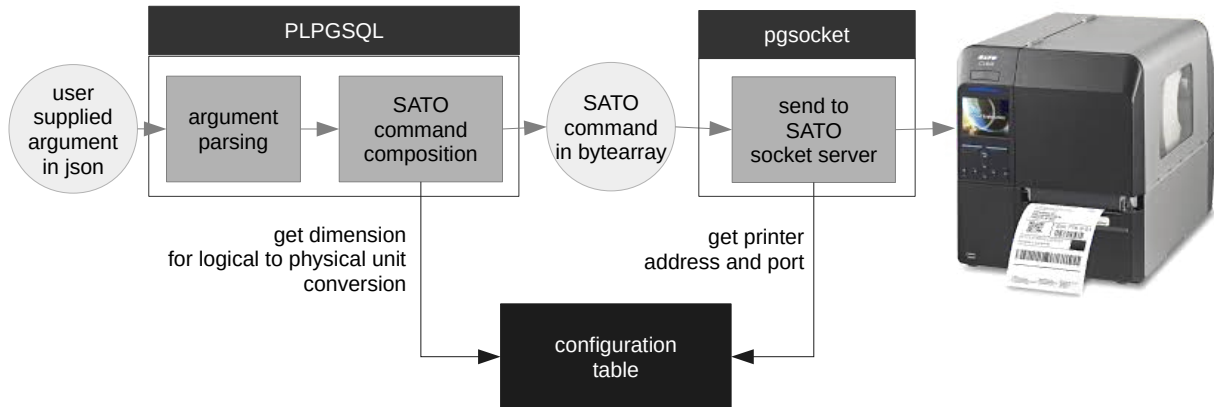 PLPGSQL
pgsocket
user
supplied
argument
in json
argument
parsing
SATO
command
composition
SATO
command
in bytearray
send to
SATO
socket server
SATO
get dimension
for logical to physical unit
conversion
get printer
address and port
configuration
table